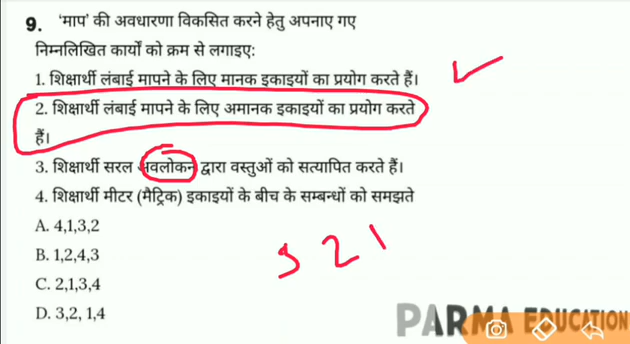 9. 'माप' की अवधारणा विकसित करने हेतु अपनाए गए
निम्नलिखित कार्यों को क्रम से लगाइए:
1. शिक्षार्थी लंबाई मापने के लिए मानक इकाइयों का प्रयोग करते हैं।
2. शिक्षार्थी लंबाई मापने के लिए अमानक इकाइयों का प्रयोग करते
हैं।
3. शिक्षार्थी सरल अवलोकन द्वारा वस्तुओं को सत्यापित करते हैं।
4. शिक्षार्थी मीटर (मैट्रिक) इकाइयों के बीच के सम्बन्धों को समझते
A. 4,1,3,2
B. 1,2,4,3
C. 2,1,3,4
D. 3,2, 1,4
3 2 1
PARMA EDUCATION